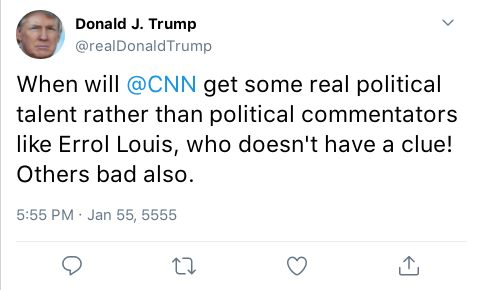 Donald J. Trump
@realDonaldTrump
When will @CNN get some real political
talent rather than political commentators
like Errol Louis, who doesn't have a clue!
Others bad also.
5:55 PM · Jan 55, 5555